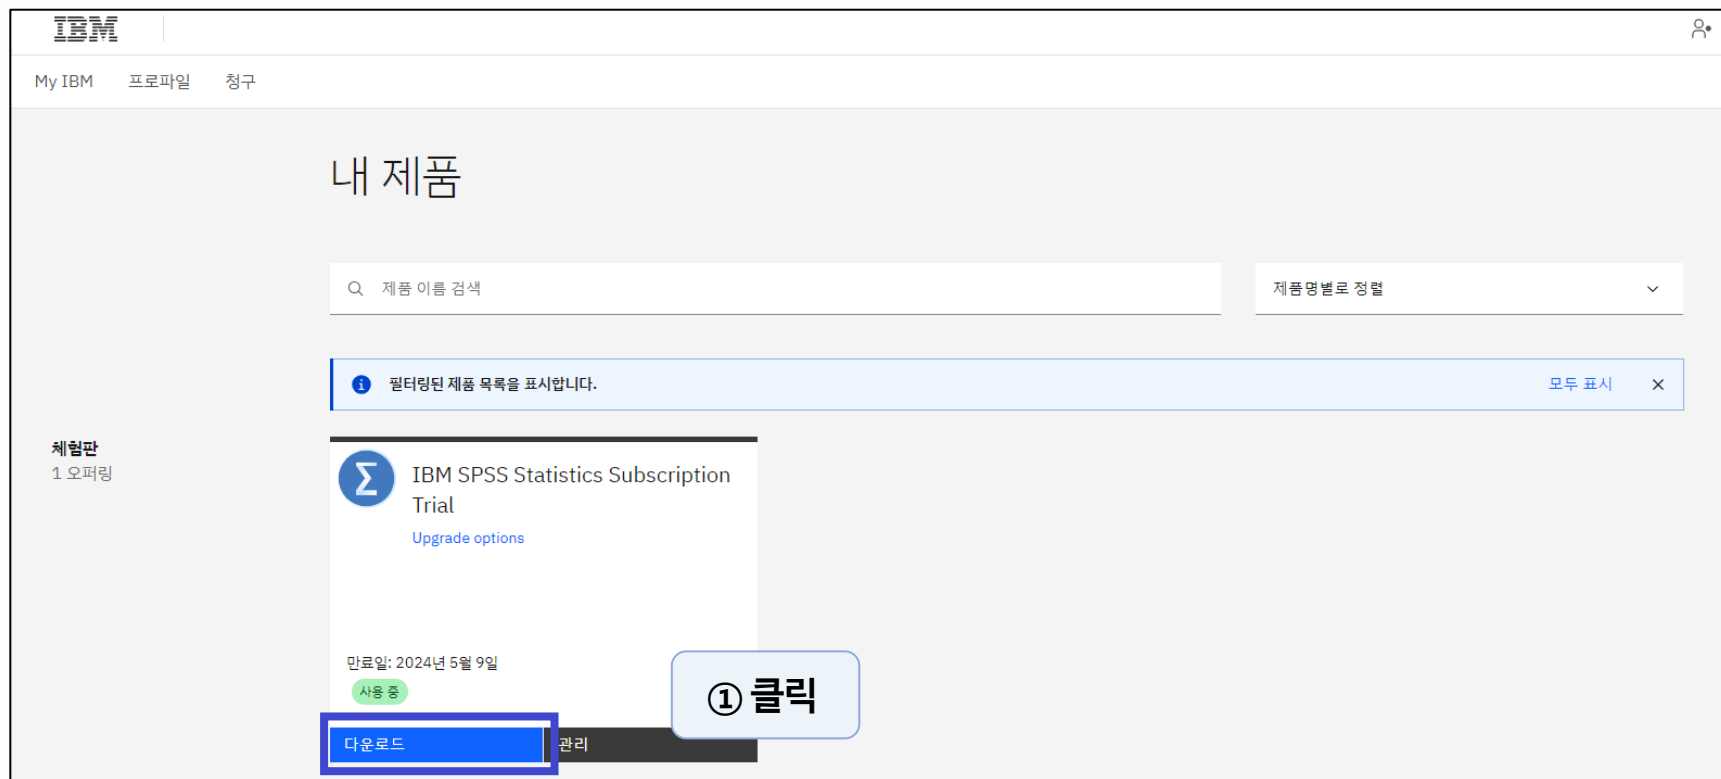 IBM
My IBM 프로파일 청구
내 제품
제품 이름 검색
제품명별로 정렬
필터링된 제품 목록을 표시합니다.
모두 표시
체험판
1 오퍼링
IBM SPSS Statistics Subscription
Trial
Upgrade options
만료일: 2024년 5월 9일
사용 중
① 클릭
다운로드
관리